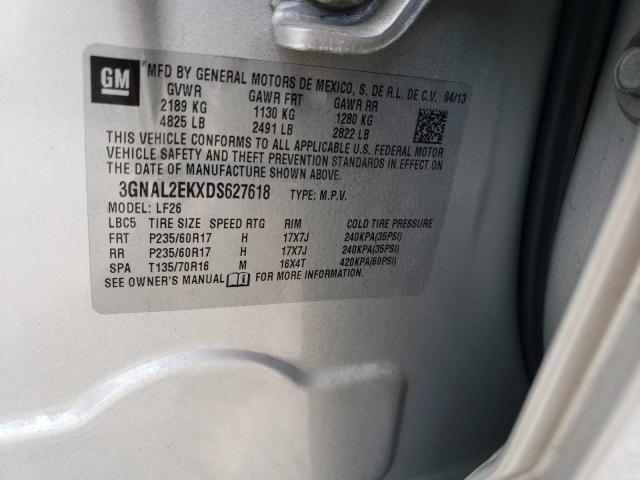 GM MFD BY GENERAL MOTORS DE MEXICO, S. DE R.L. DE C.V. 04/13
GVWR GAWR FRT GAWR RR
2189 KG 1130 KG 1280 KG
4825 LB 2491 LB 2822 LB
THIS VEHICLE CONFORMS TO ALL APPLICABLE U.S. FEDERAL MOTOR
VEHICLE SAFETY AND THEFT PREVENTION STANDARDS IN EFFECT ON
THE DATE OF MANUFACTURE SHOWN ABOVE.
3GNAL2EKXDS627618 TYPE: M.P.V.
MODEL: LF26
LBC5 TIRE SIZE SPEED RTG RIM COLD TIRE PRESSURE
FRT P235/60R17 H 17X7J 240KPA(35PSI)
RR P235/60R17 H 17X7J 240KPA(35PSI)
SPA T135/70R16 M 16X4T 420KPA(60PSI)
SEE OWNER'S MANUAL FOR MORE INFORMATION.